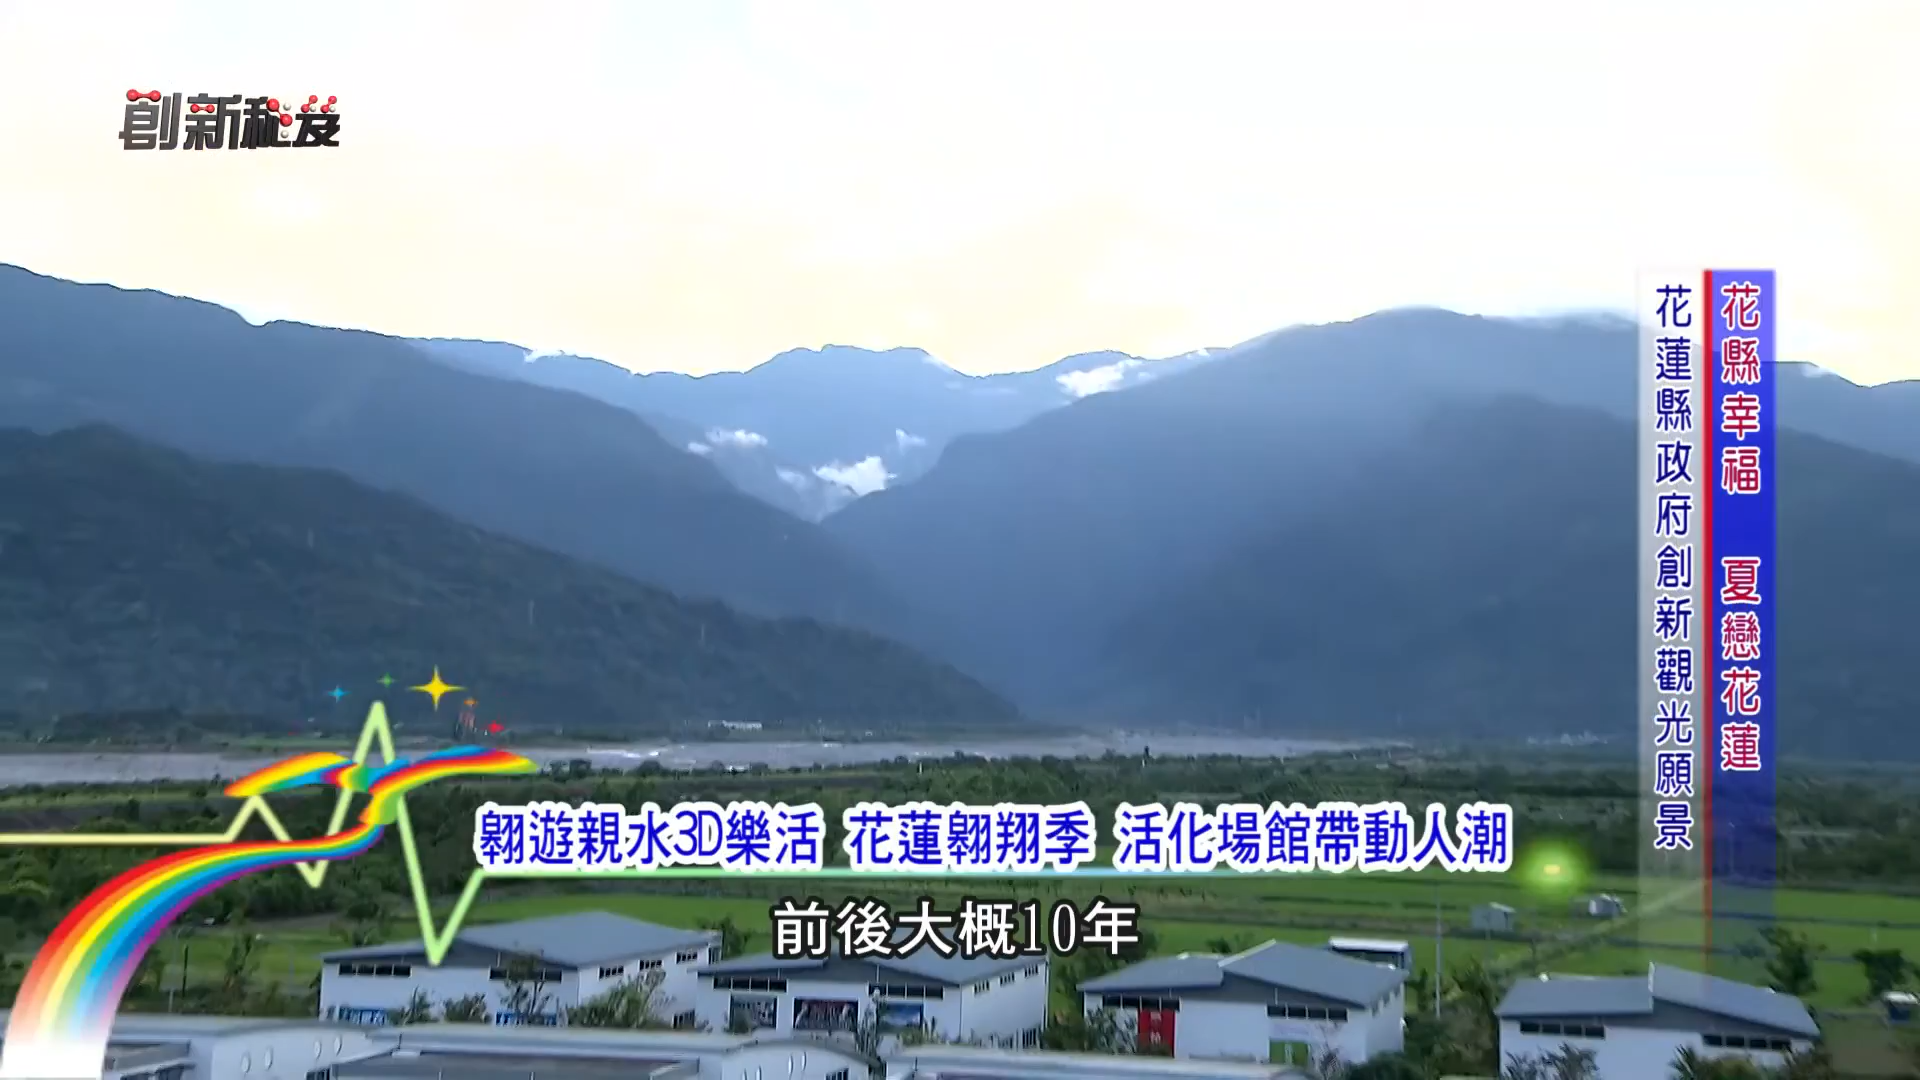 創新科技
花縣幸福 夏戀花蓮
花蓮縣政府創新觀光願景
翱遊親水3D樂活 花蓮翱翔季 活化場館帶動人潮
前後大概10年